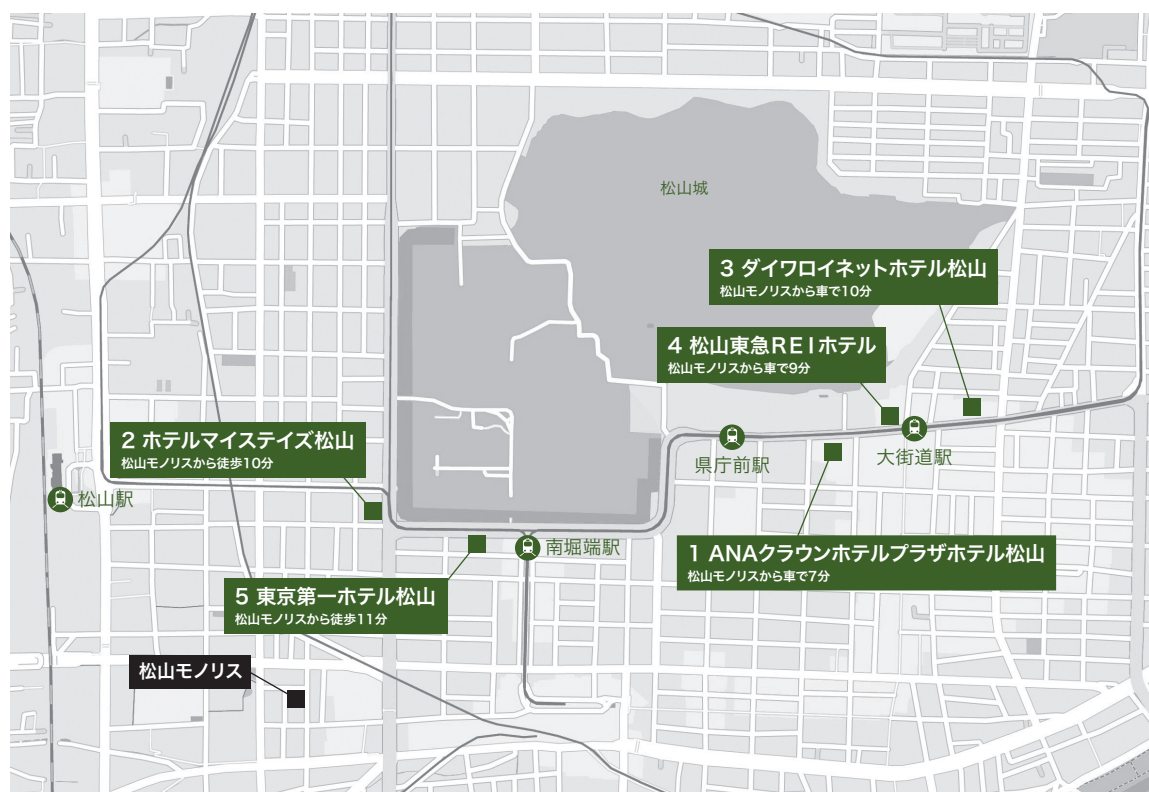 松山城
3 ダイワロイネットホテル松山
松山モノリスから車で10分
4 松山東急REIホテル
松山モノリスから車で9分
2 ホテルマイステイズ松山
松山モノリスから徒歩10分
県庁前駅
大街道駅
松山駅
南堀端駅
1 ANAクラウンホテルプラザホテル松山
松山モノリスから車で7分
5 東京第一ホテル松山
松山モノリスから徒歩11分
松山モノリス